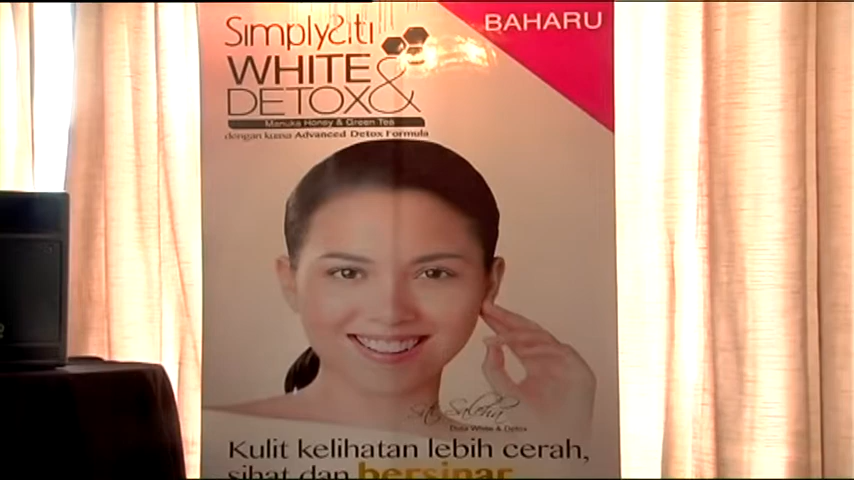 BAHARU
SimplySiti
WHITE &
DETOX
Manuka Honey & Green Tea
dengan kuasa Advanced Detox Formula
Siti Saleha
Duta White & Detox
Kulit kelihatan lebih cerah,
sihat dan bersinar